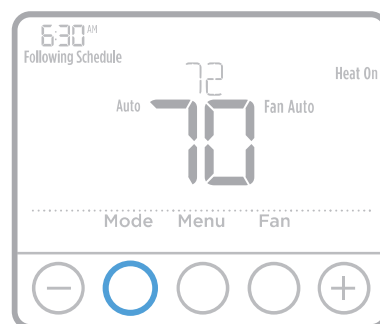 6:30 AM
Following Schedule
72
Heat On
Auto 70 Fan Auto
Mode Menu Fan
− +